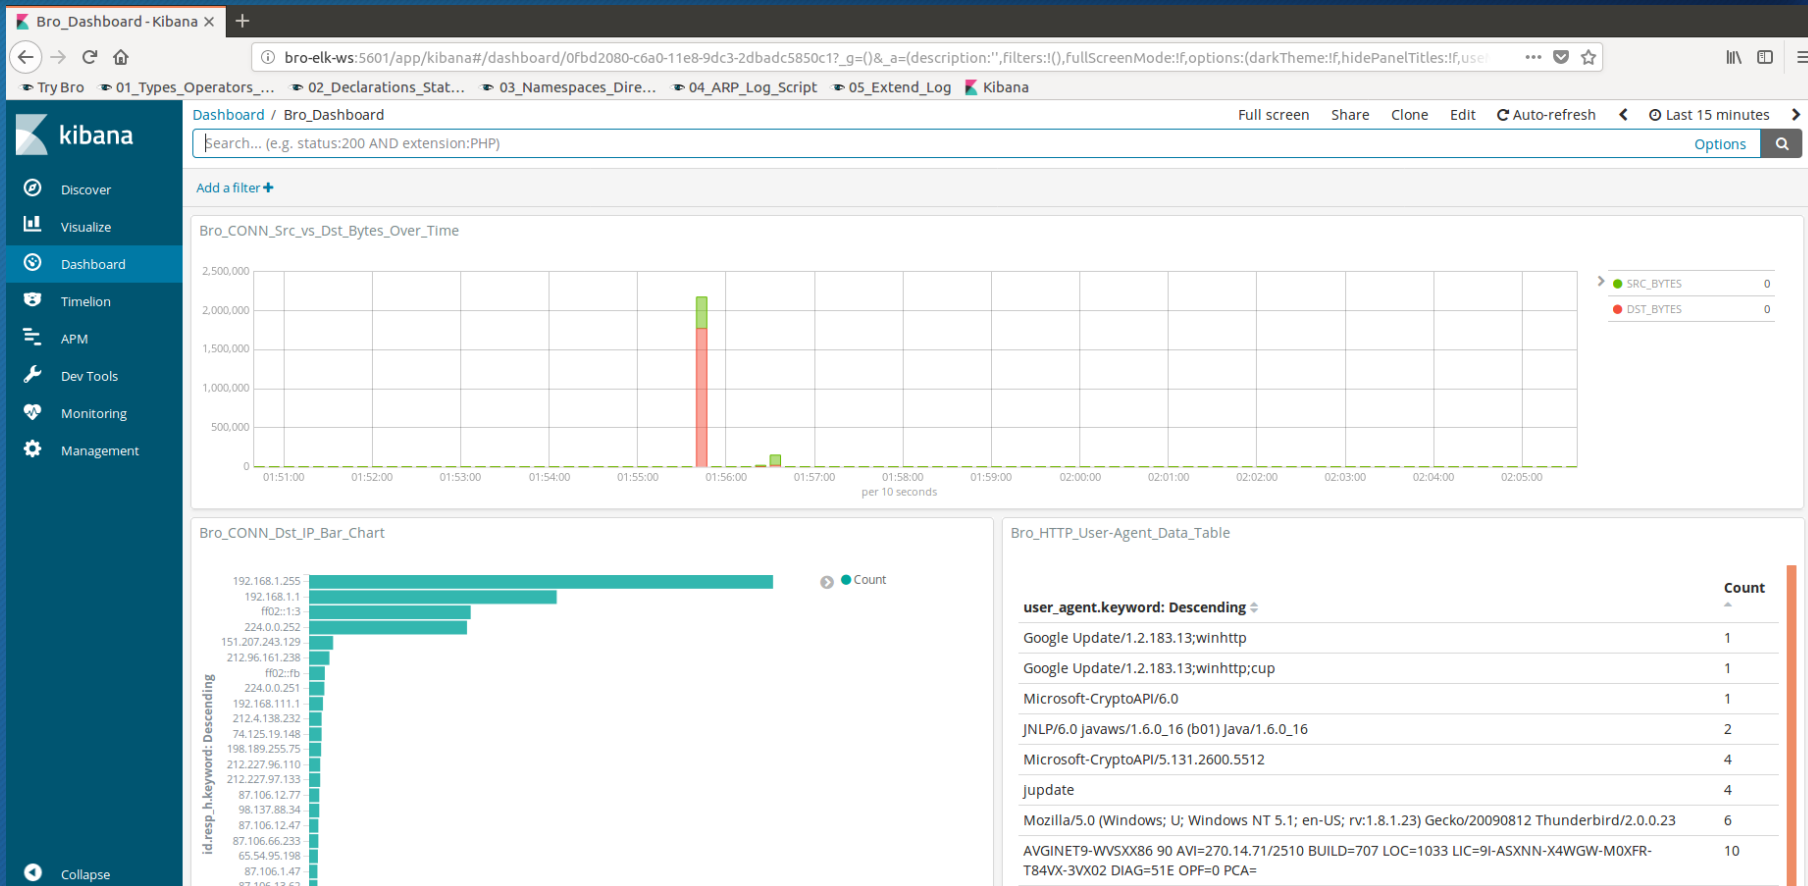 Bro_Dashboard - Kibana
bro-elk-ws:5601/app/kibana#/dashboard/0fbd2080-c6a0-11e8-9dc3-2dbadc5850c1?_g=()&_a=(description:'',filters:!(),fullScreenMode:!f,options:(darkTheme:!f,hidePanelTitles:!f,use
Try Bro 01_Types_Operators_... 02_Declarations_Stat... 03_Namespaces_Dire... 04_ARP_Log_Script 05_Extend_Log Kibana
kibana
Discover
Visualize
Dashboard
Timelion
APM
Dev Tools
Monitoring
Management
Collapse
Dashboard / Bro_Dashboard
Full screen Share Clone Edit Auto-refresh Last 15 minutes
Search... (e.g. status:200 AND extension:PHP)
Options
Add a filter
Bro_CONN_Src_vs_Dst_Bytes_Over_Time
2,500,000
2,000,000
1,500,000
1,000,000
500,000
0
01:51:00 01:52:00 01:53:00 01:54:00 01:55:00 01:56:00 01:57:00 01:58:00 01:59:00 02:00:00 02:01:00 02:02:00 02:03:00 02:04:00 02:05:00
per 10 seconds
SRC_BYTES 0
DST_BYTES 0
Bro_CONN_Dst_IP_Bar_Chart
id.resp_h.keyword: Descending
192.168.1.255
192.168.1.1
ff02::1:3
224.0.0.252
151.207.243.129
212.96.161.238
ff02::fb
224.0.0.251
192.168.111.1
212.4.138.232
74.125.19.148
198.189.255.75
212.227.96.110
212.227.97.133
87.106.12.77
98.137.88.34
87.106.12.47
87.106.66.233
65.54.95.198
87.106.1.47
87.106.13.62
Count
Bro_HTTP_User-Agent_Data_Table
user_agent.keyword: Descending Count
Google Update/1.2.183.13;winhttp 1
Google Update/1.2.183.13;winhttp;cup 1
Microsoft-CryptoAPI/6.0 1
JNLP/6.0 javaws/1.6.0_16 (b01) Java/1.6.0_16 2
Microsoft-CryptoAPI/5.131.2600.5512 4
jupdate 4
Mozilla/5.0 (Windows; U; Windows NT 5.1; en-US; rv:1.8.1.23) Gecko/20090812 Thunderbird/2.0.0.23 6
AVGINET9-WVSXX86 90 AVI=270.14.71/2510 BUILD=707 LOC=1033 LIC=9I-ASXNN-X4WGW-M0XFR- 10
T84VX-3VX02 DIAG=51E OPF=0 PCA=